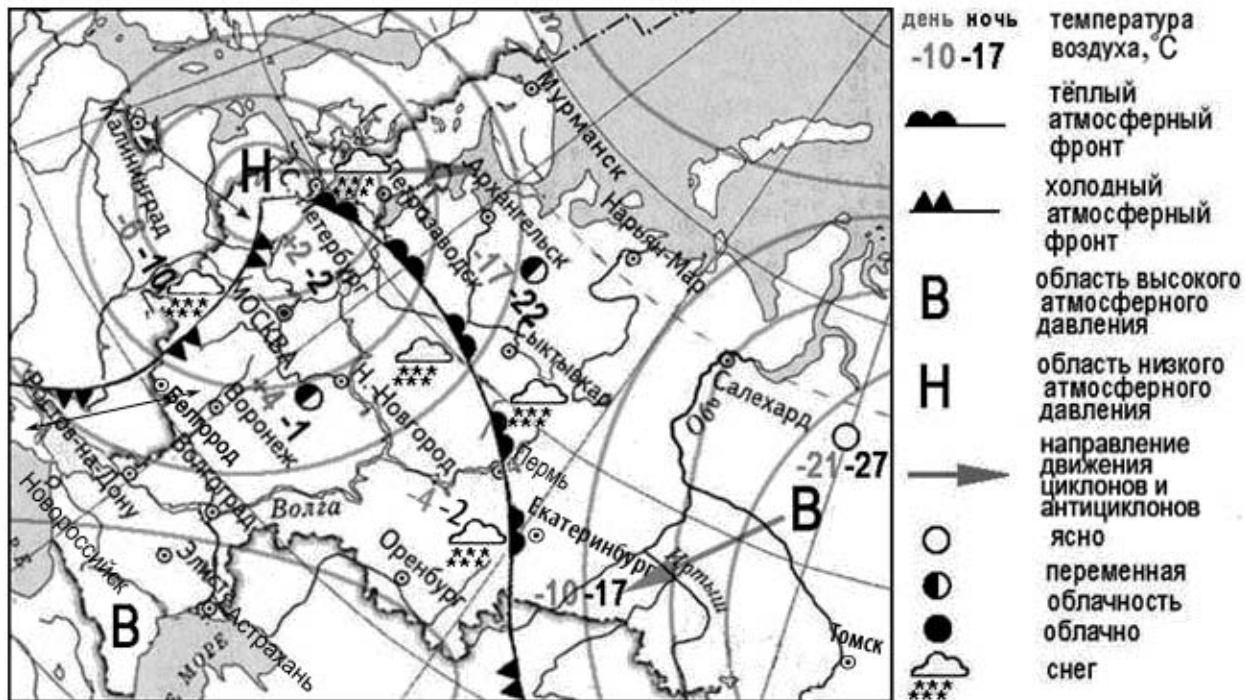 Мурманск
Калининград
Н
С
Петрозаводск
Архангельск
Нарьян-Мар
етербург
-6
-10
+2
-2
-17
-22
МОСКВА
Сыктывкар
Салехард
Обь
+4
-1
Н. Новгород
Белгород
Воронеж
Ростов-на-Дону
Волгоград
Пермь
-21
-27
В
Новороссийск
Волга
-4
-2
Екатеринбург
Иртыш
Элиста
Оренбург
-10
-17
В
Астрахань
МОРЕ
Томск
день ночь
-10 -17
температура
воздуха, °С
тёплый
атмосферный
фронт
холодный
атмосферный
фронт
В
область высокого
атмосферного
давления
Н
область низкого
атмосферного
давления
направление
движения
циклонов и
антициклонов
ясно
переменная
облачность
облачно
снег